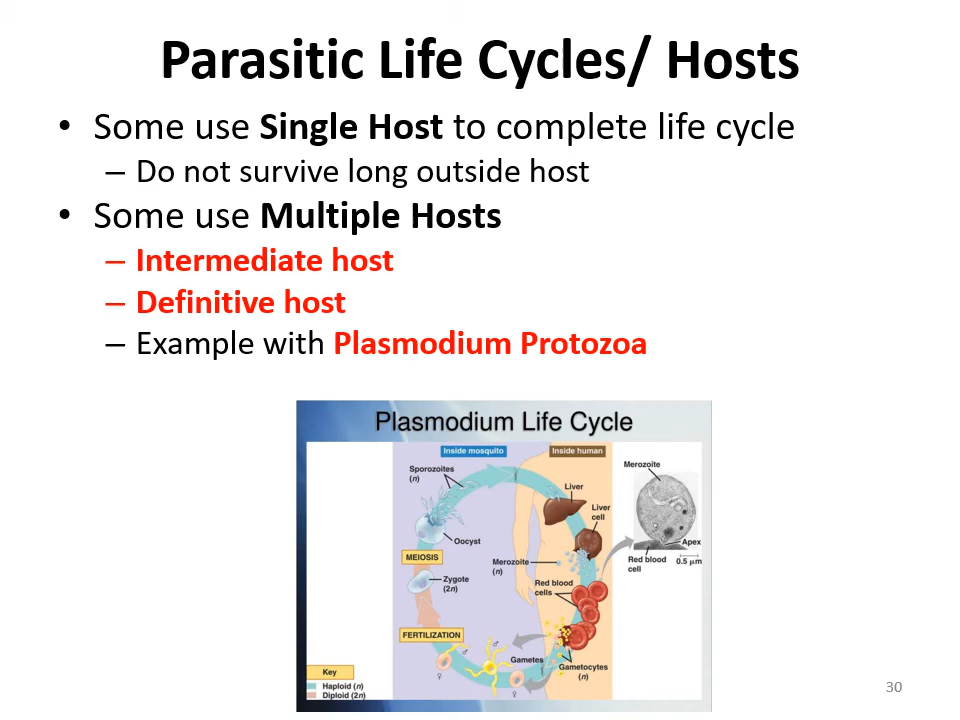 Parasitic Life Cycles/ Hosts
• Some use Single Host to complete life cycle
– Do not survive long outside host
• Some use Multiple Hosts
– Intermediate host
– Definitive host
– Example with Plasmodium Protozoa
Plasmodium Life Cycle
Inside mosquito
Inside human
Sporozoites
(n)
Liver
Liver
cell
Merozoite
Oocyst
Apex
MEIOSIS
Merozoite
(n)
Red blood
cell
0.5 µm
Zygote
(2n)
Red blood
cells
FERTILIZATION
♂
♂
♀
♀
Gametes
Gametocytes
(n)
Key
Haploid (n)
Diploid (2n)
30